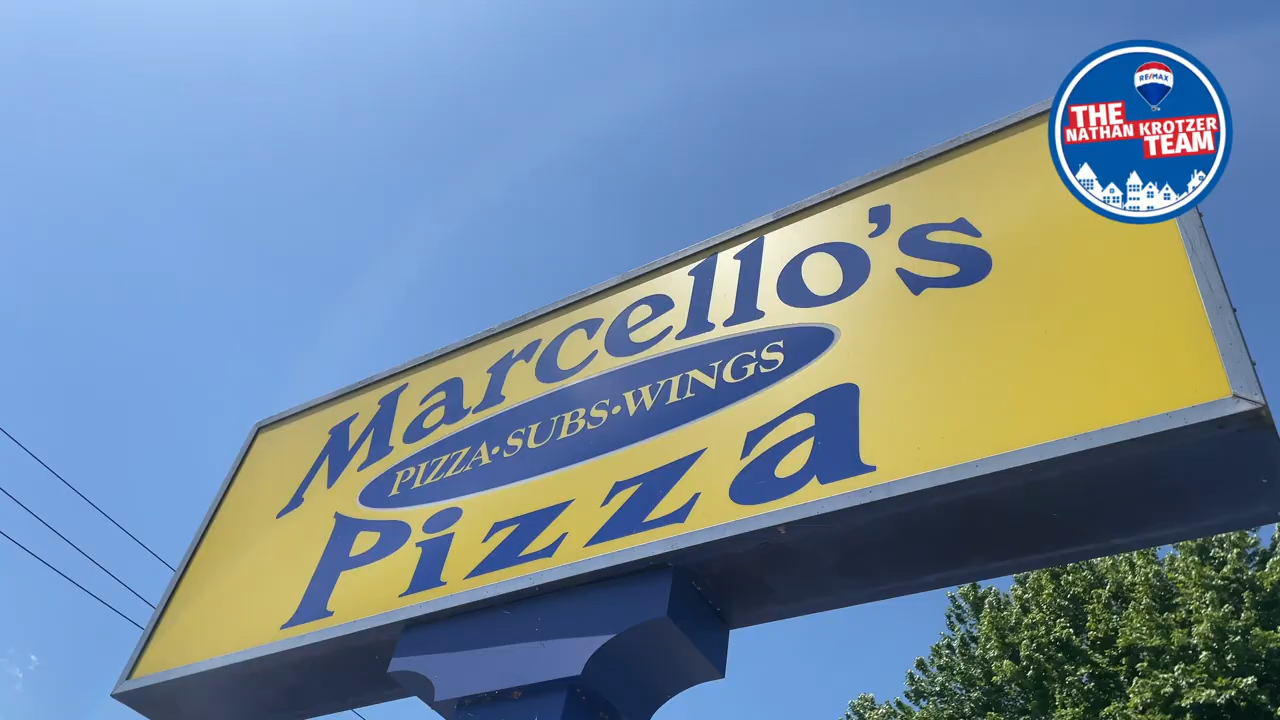 Marcello's
PIZZA•SUBS•WINGS
Pizza
RE/MAX
THE
NATHAN KROTZER
TEAM